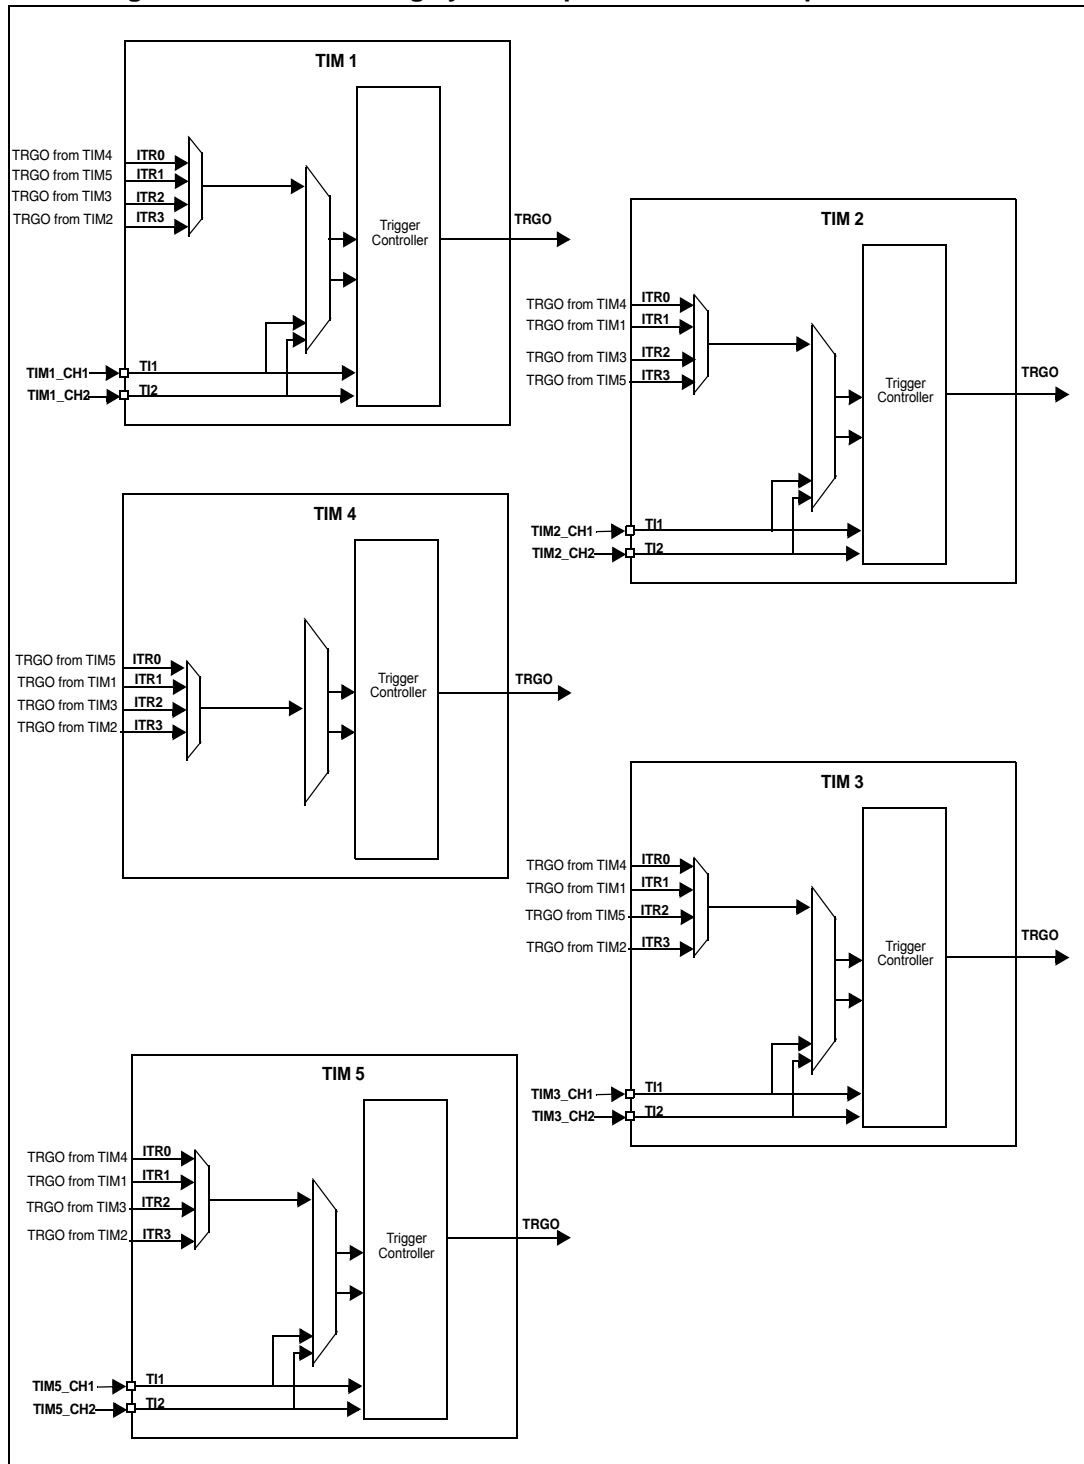 TIM 1
TRGO from TIM4 ITR0
TRGO from TIM5 ITR1
TRGO from TIM3 ITR2
TRGO from TIM2 ITR3
Trigger
Controller
TRGO
TIM1_CH1 TI1
TIM1_CH2 TI2
TIM 2
TRGO from TIM4 ITR0
TRGO from TIM1 ITR1
TRGO from TIM3 ITR2
TRGO from TIM5 ITR3
Trigger
Controller
TRGO
TIM2_CH1 TI1
TIM2_CH2 TI2
TIM 4
TRGO from TIM5 ITR0
TRGO from TIM1 ITR1
TRGO from TIM3 ITR2
TRGO from TIM2 ITR3
Trigger
Controller
TRGO
TIM 3
TRGO from TIM4 ITR0
TRGO from TIM1 ITR1
TRGO from TIM5 ITR2
TRGO from TIM2 ITR3
Trigger
Controller
TRGO
TIM3_CH1 TI1
TIM3_CH2 TI2
TIM 5
TRGO from TIM4 ITR0
TRGO from TIM1 ITR1
TRGO from TIM3 ITR2
TRGO from TIM2 ITR3
Trigger
Controller
TRGO
TIM5_CH1 TI1
TIM5_CH2 TI2